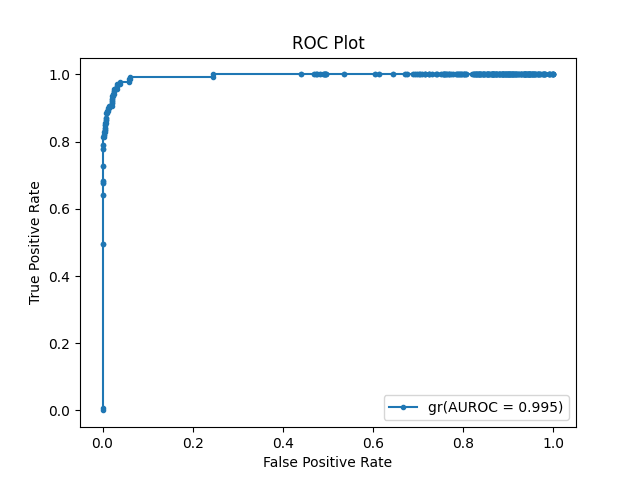 ROC Plot
1.0
0.8
0.6
0.4
0.2
0.0
True Positive Rate
gr(AUROC = 0.995)
0.0 0.2 0.4 0.6 0.8 1.0
False Positive Rate